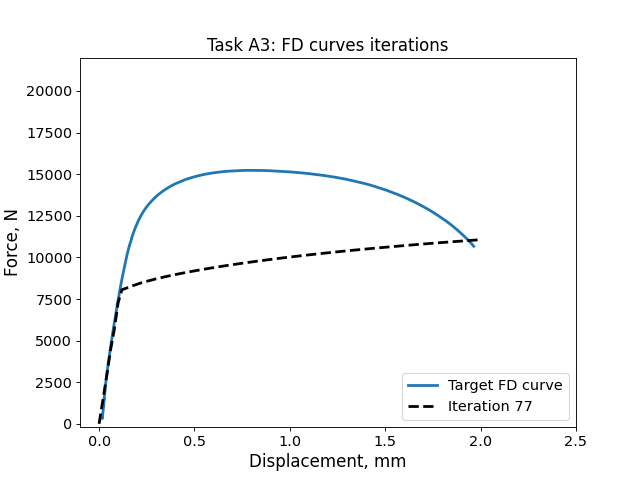 Task A3: FD curves iterations
20000
17500
15000
12500
10000
7500
5000
2500
0
Force, N
0.0 0.5 1.0 1.5 2.0 2.5
Displacement, mm
Target FD curve
Iteration 77